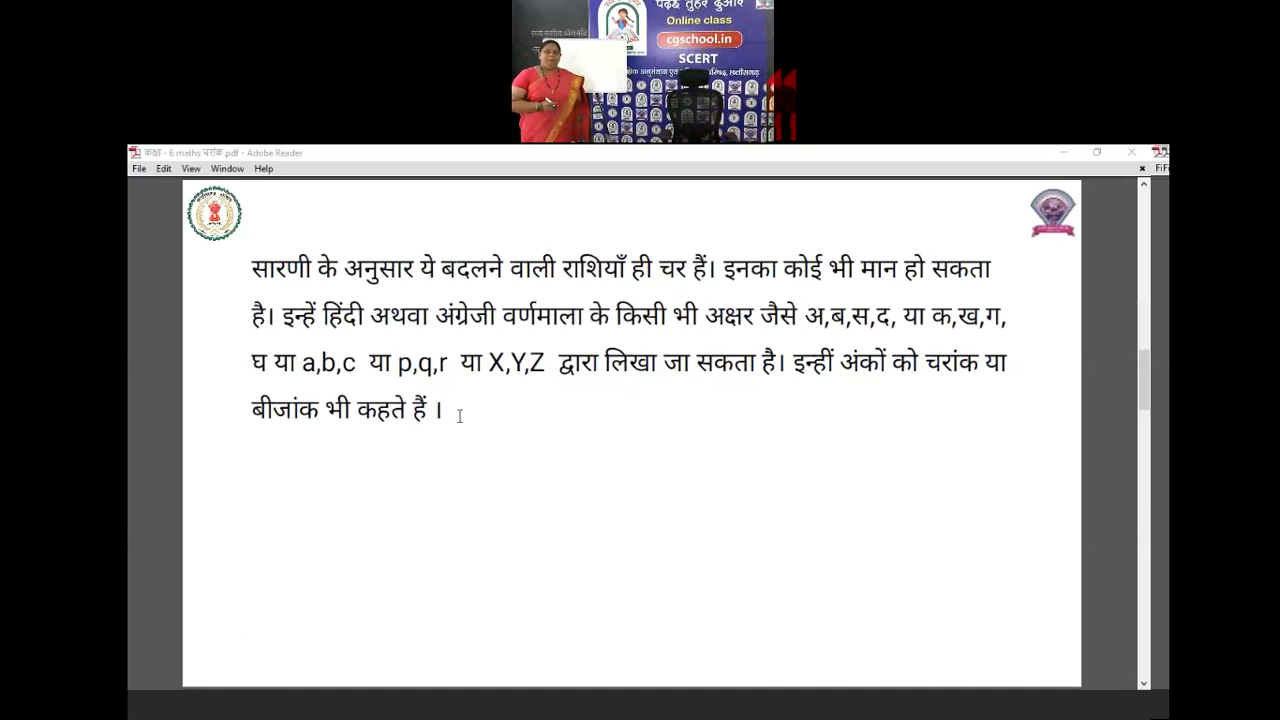 पढ़ई तुंहर दुआर
Online class
cgschool.in
SCERT
कक्षा - 6 maths चरांक.pdf - Adobe Reader
File Edit View Window Help
सारणी के अनुसार ये बदलने वाली राशियाँ ही चर हैं। इनका कोई भी मान हो सकता
है। इन्हें हिंदी अथवा अंग्रेजी वर्णमाला के किसी भी अक्षर जैसे अ,ब,स,द, या क,ख,ग,
घ या a,b,c या p,q,r या X,Y,Z द्वारा लिखा जा सकता है। इन्हीं अंकों को चरांक या
बीजांक भी कहते हैं ।